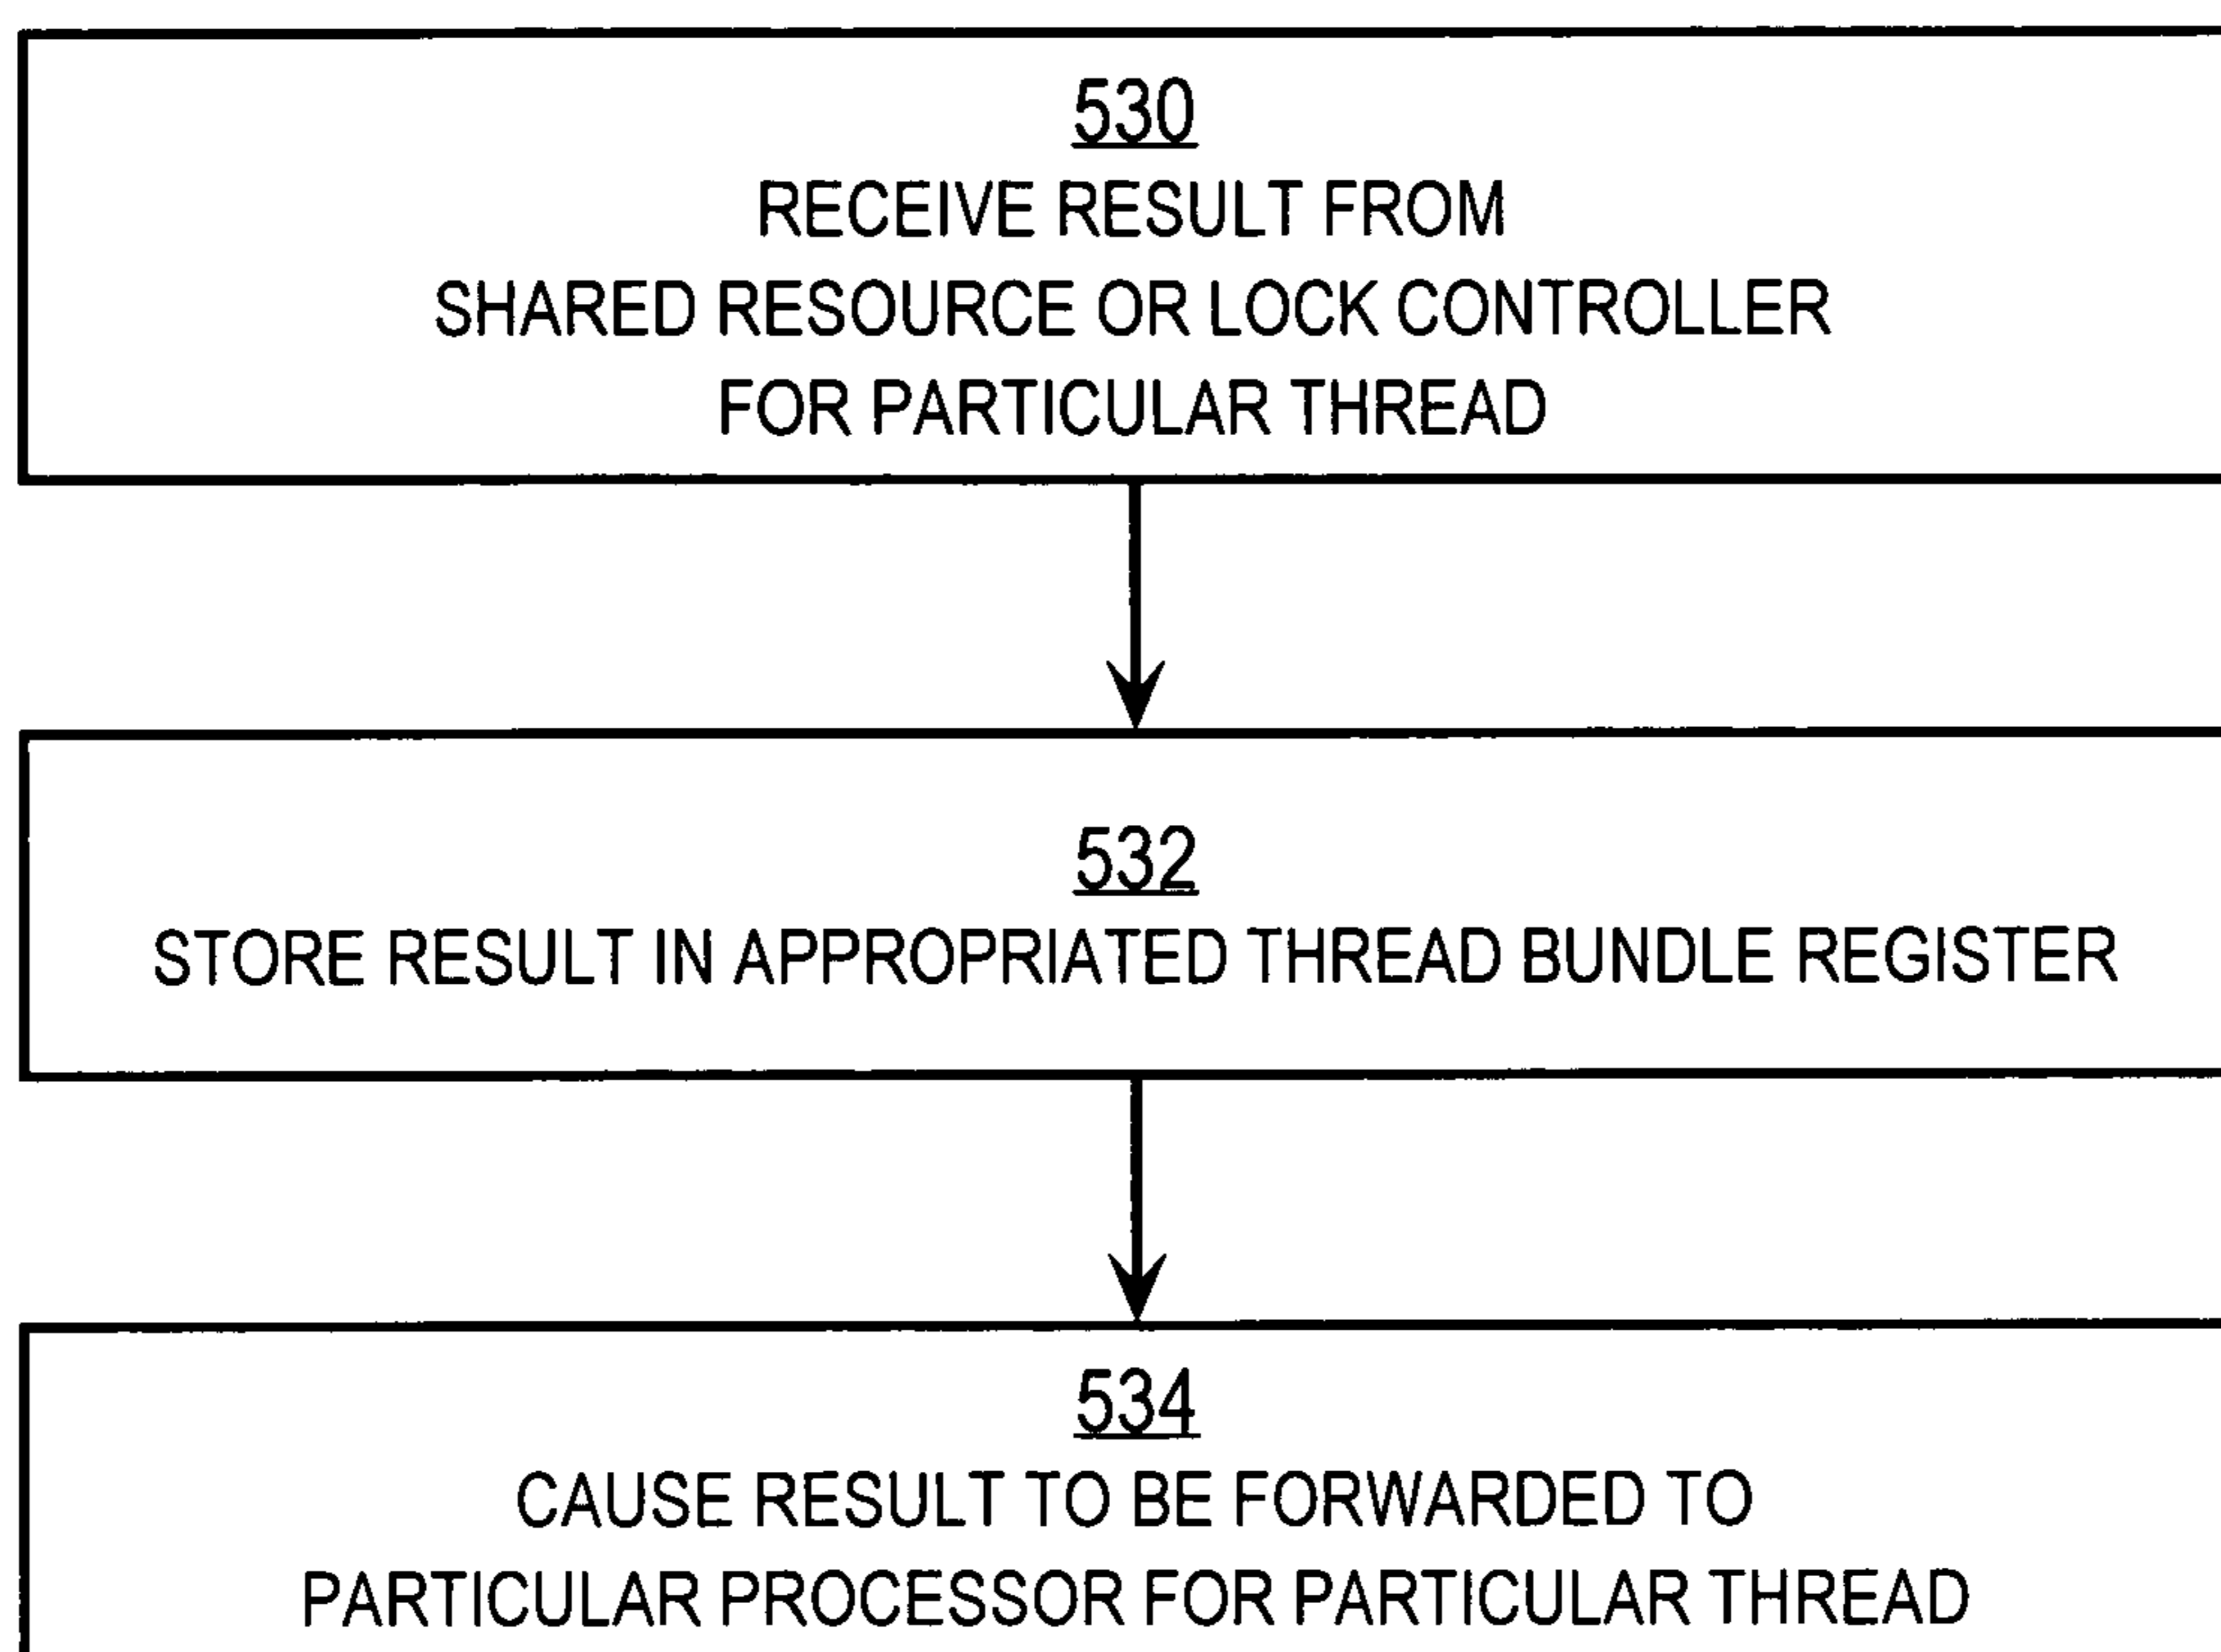 530
RECEIVE RESULT FROM
SHARED RESOURCE OR LOCK CONTROLLER
FOR PARTICULAR THREAD
532
STORE RESULT IN APPROPRIATED THREAD BUNDLE REGISTER
534
CAUSE RESULT TO BE FORWARDED TO
PARTICULAR PROCESSOR FOR PARTICULAR THREAD